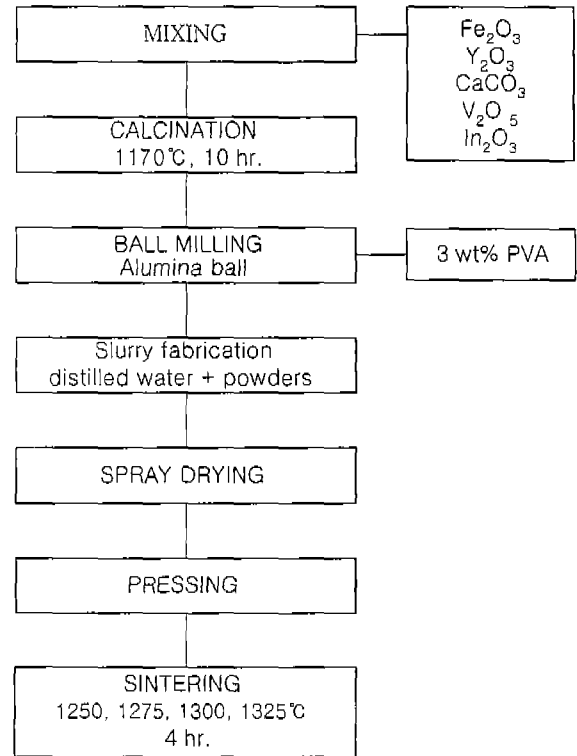 MIXING
Fe₂O₃
Y₂O₃
CaCO₃
V₂O₅
In₂O₃
CALCINATION
1170℃, 10 hr.
BALL MILLING
Alumina ball
3 wt% PVA
Slurry fabrication
distilled water + powders
SPRAY DRYING
PRESSING
SINTERING
1250, 1275, 1300, 1325℃
4 hr.